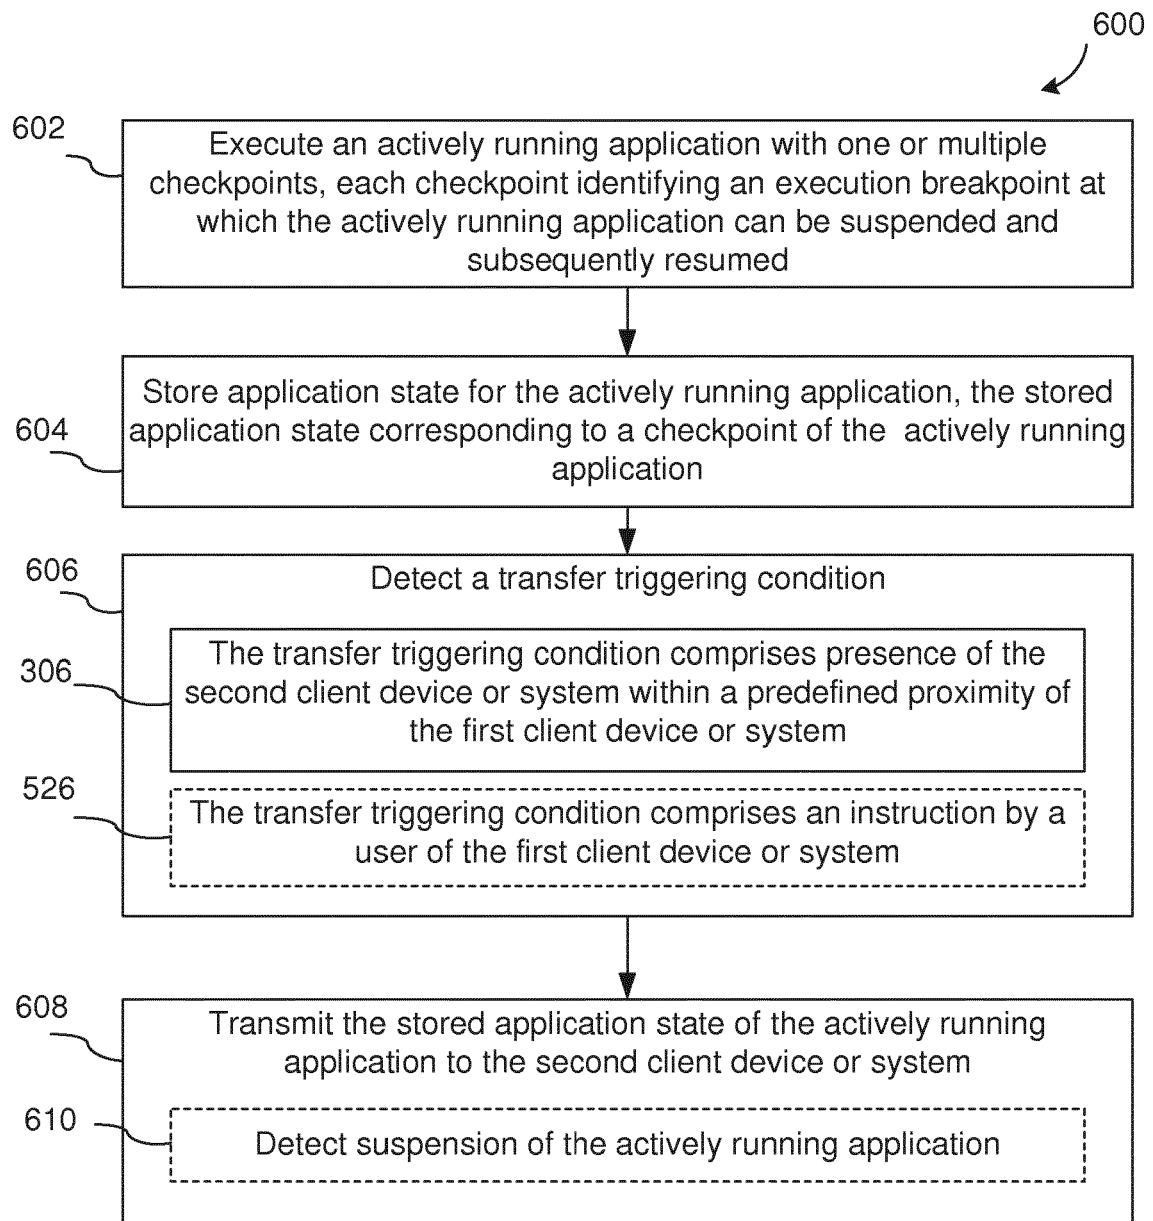 600
602
Execute an actively running application with one or multiple
checkpoints, each checkpoint identifying an execution breakpoint at
which the actively running application can be suspended and
subsequently resumed
604
Store application state for the actively running application, the stored
application state corresponding to a checkpoint of the actively running
application
606
Detect a transfer triggering condition
306
The transfer triggering condition comprises presence of the
second client device or system within a predefined proximity of
the first client device or system
526
The transfer triggering condition comprises an instruction by a
user of the first client device or system
608
Transmit the stored application state of the actively running
application to the second client device or system
610
Detect suspension of the actively running application